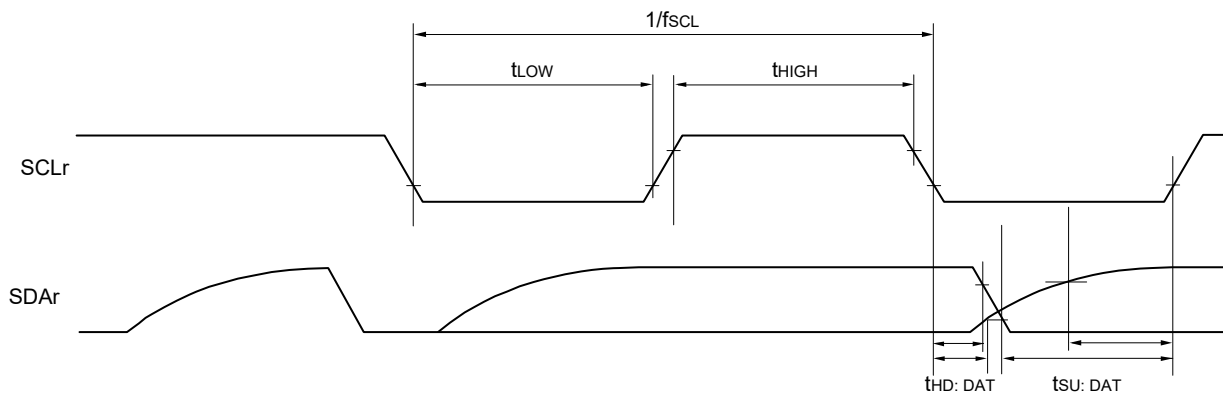 1/fSCL
tLOW
tHIGH
SCLr
SDAr
tHD: DAT
tSU: DAT